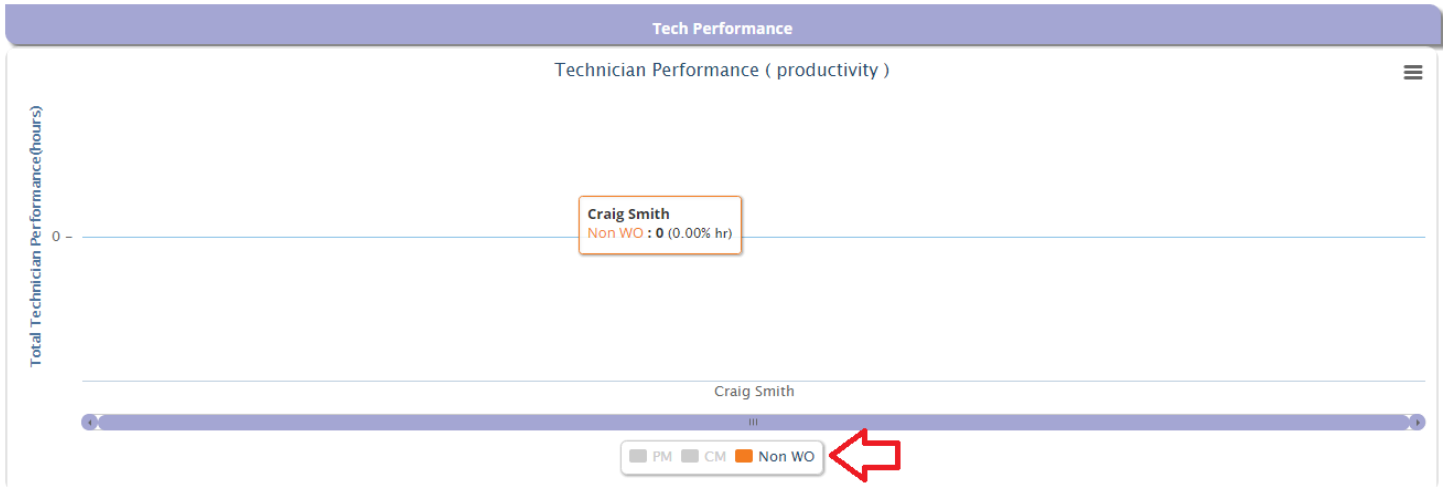 Tech Performance
Technician Performance ( productivity )
Total Technician Performance(hours)
Craig Smith
Non WO : 0 (0.00% hr)
0
Craig Smith
PM CM Non WO